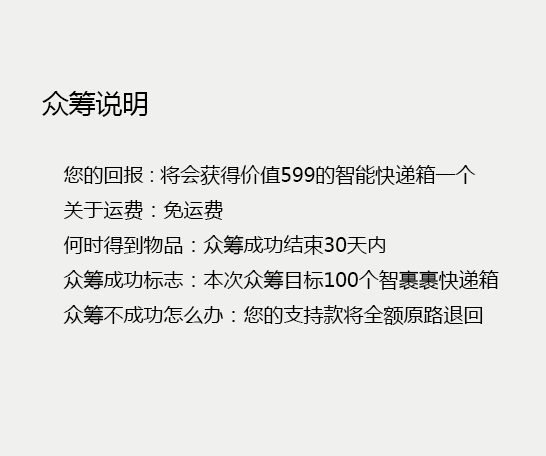 众筹说明
您的回报：将会获得价值599的智能快递箱一个
关于运费：免运费
何时得到物品：众筹成功结束30天内
众筹成功标志：本次众筹目标100个智裹裹快递箱
众筹不成功怎么办：您的支持款将全额原路退回